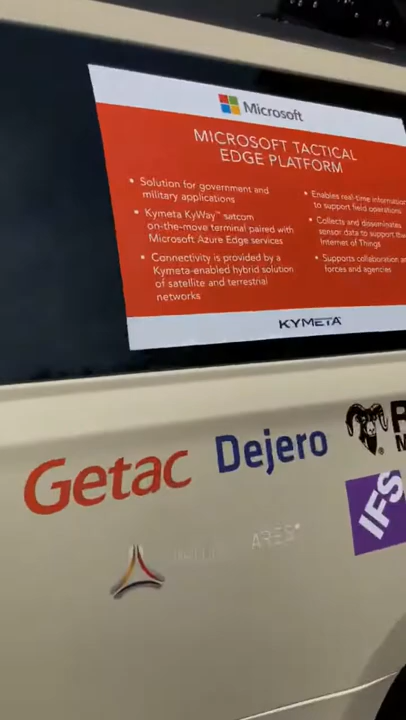 Microsoft
MICROSOFT TACTICAL
EDGE PLATFORM
• Solution for government and
military applications
• Kymeta KyWay™ satcom
on-the-move terminal paired with
Microsoft Azure Edge services
• Connectivity is provided by a
Kymeta-enabled hybrid solution
of satellite and terrestrial
networks
• Enables real-time information
to support field operations
• Collects and disseminates
sensor data to support the
Internet of Things
• Supports collaboration
forces and agencies
KYMETA
Getac
Dejero
IFS
ARES